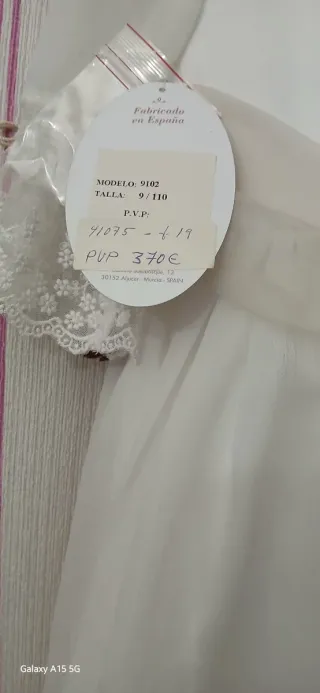 Fabricado
en España
MODELO: 9102
TALLA: 9 / 110
P.V.P:
41075 - t 19
PVP 370€
30152 Aljucer - Murcia - SPAIN
Galaxy A15 5G